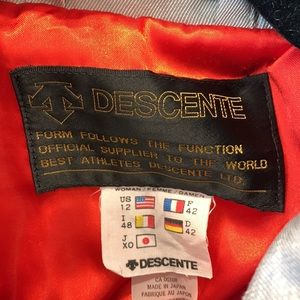 DESCENTE
FORM FOLLOWS THE FUNCTION
OFFICIAL SUPPLIER TO THE WORLD
BEST ATHLETES DESCENTE LTD.
WOMAN / FEMME / DAMEN
US F
12 42
I D
48 42
J
XO
DESCENTE
MADE IN JAPAN
FABRIQUÉ AU JAPON